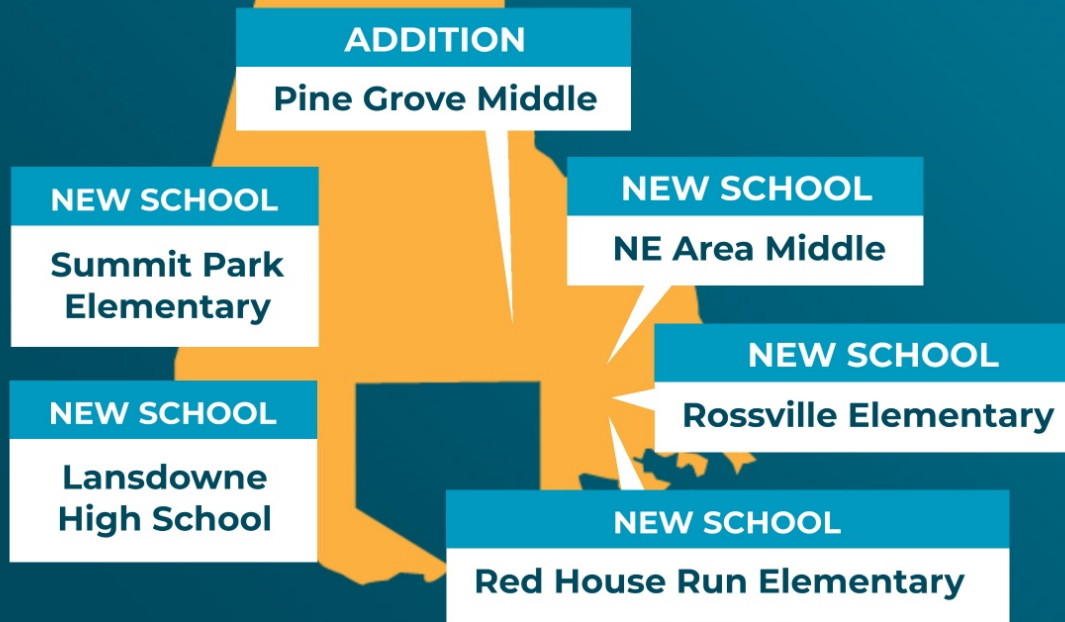 ADDITION
Pine Grove Middle
NEW SCHOOL
Summit Park
Elementary
NEW SCHOOL
NE Area Middle
NEW SCHOOL
Rossville Elementary
NEW SCHOOL
Lansdowne
High School
NEW SCHOOL
Red House Run Elementary